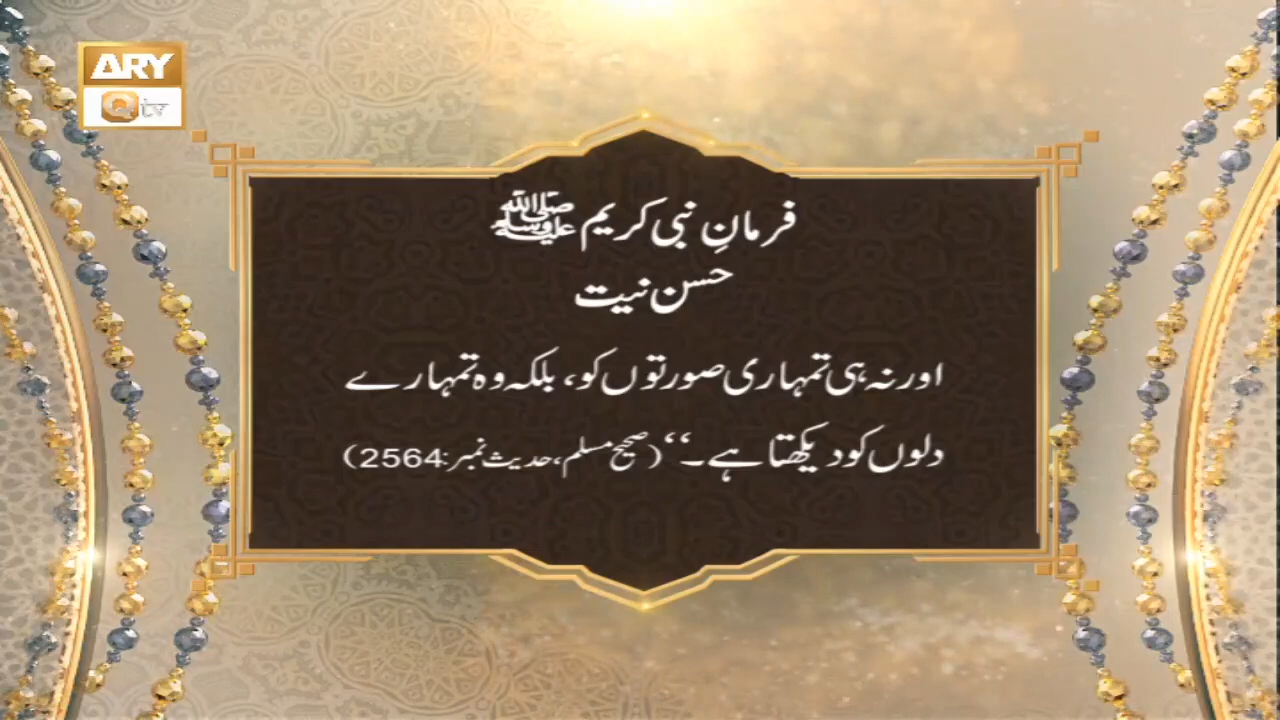 ARY
Qtv
فرمانِ نبی کریم ﷺ
حسن نیت
اور نہ ہی تمہاری صورتوں کو، بلکہ وہ تمہارے
دلوں کو دیکھتا ہے۔‘‘ (صحیح مسلم، حدیث نمبر:2564)